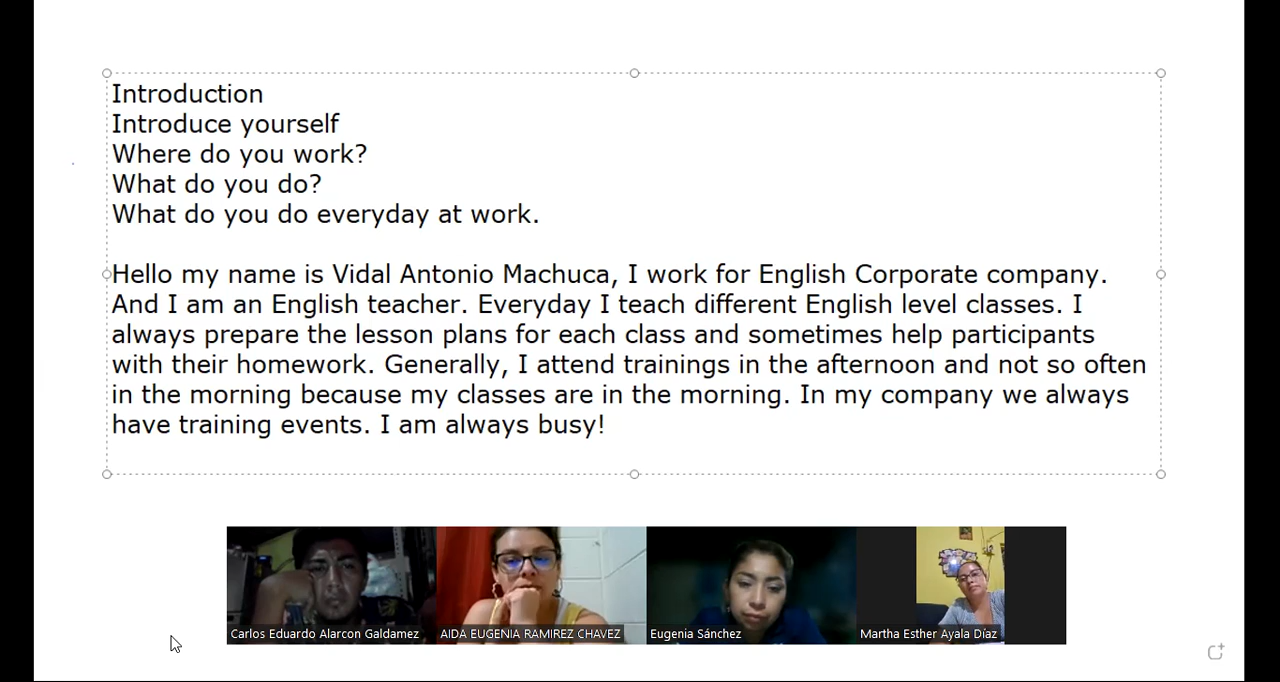 Introduction
Introduce yourself
Where do you work?
What do you do?
What do you do everyday at work.
Hello my name is Vidal Antonio Machuca, I work for English Corporate company.
And I am an English teacher. Everyday I teach different English level classes. I
always prepare the lesson plans for each class and sometimes help participants
with their homework. Generally, I attend trainings in the afternoon and not so often
in the morning because my classes are in the morning. In my company we always
have training events. I am always busy!
Carlos Eduardo Alarcon Galdamez
AIDA EUGENIA RAMIREZ CHAVEZ
Eugenia Sánchez
Martha Esther Ayala Díaz